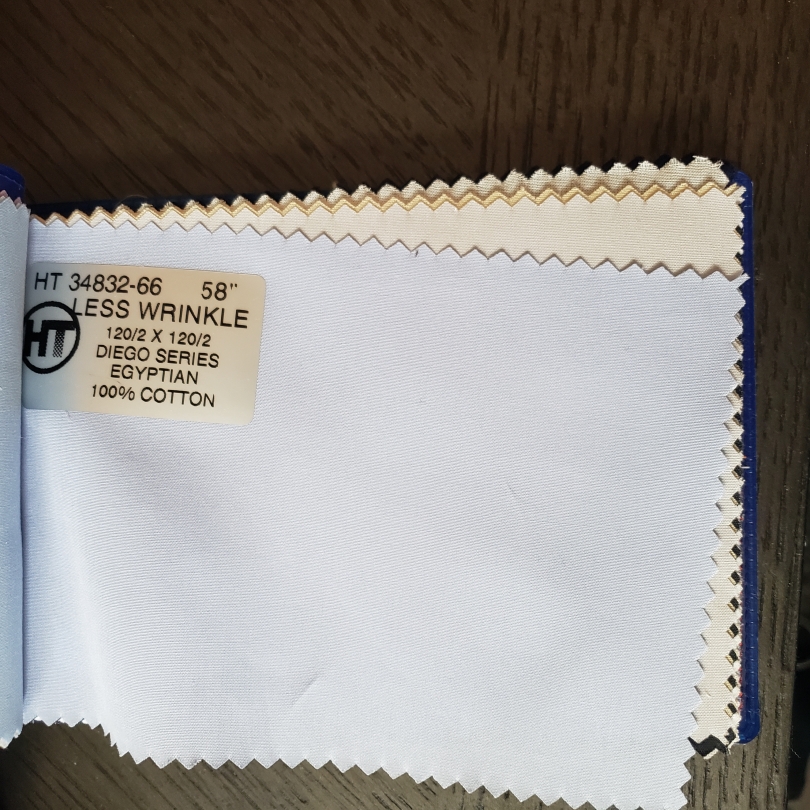 HT 34832-66 58"
LESS WRINKLE
HT
120/2 X 120/2
DIEGO SERIES
EGYPTIAN
100% COTTON